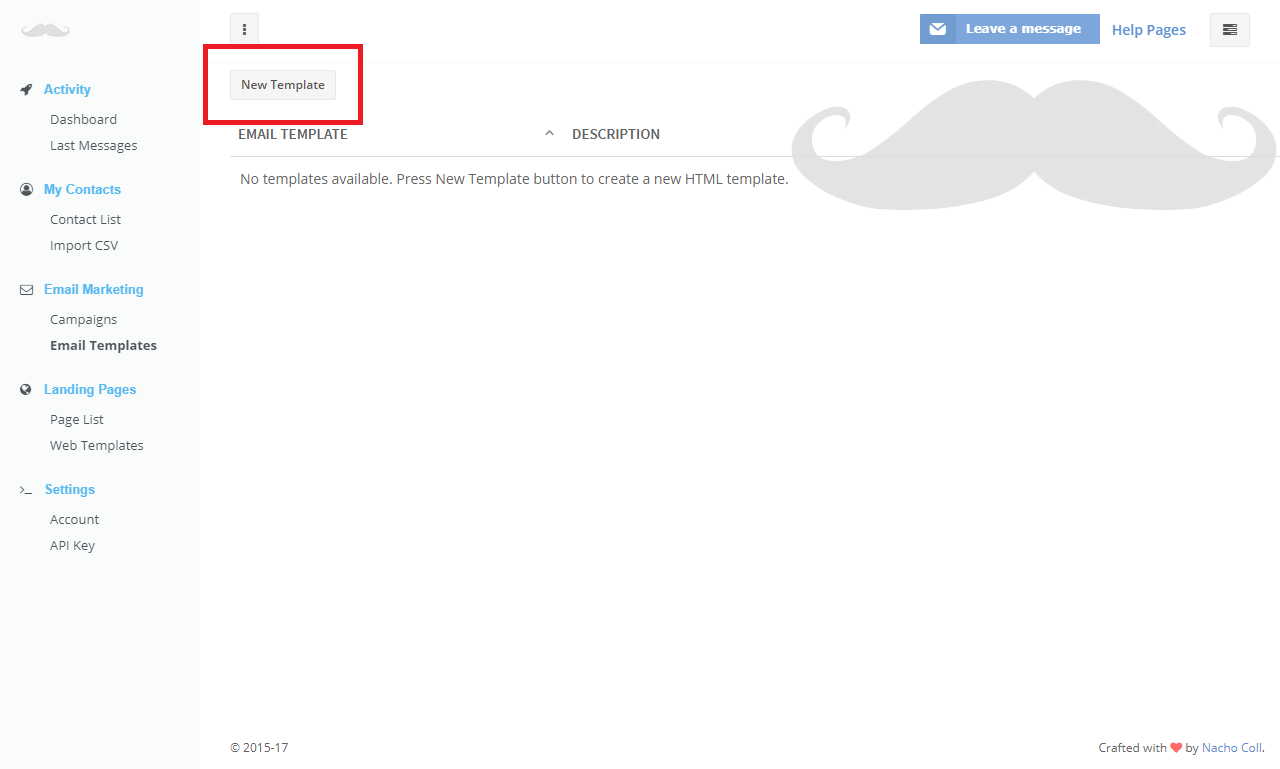 Leave a message
Help Pages
Activity
Dashboard
Last Messages
My Contacts
Contact List
Import CSV
Email Marketing
Campaigns
Email Templates
Landing Pages
Page List
Web Templates
Settings
Account
API Key
New Template
EMAIL TEMPLATE DESCRIPTION
No templates available. Press New Template button to create a new HTML template.
© 2015-17
Crafted with ❤ by Nacho Coll.